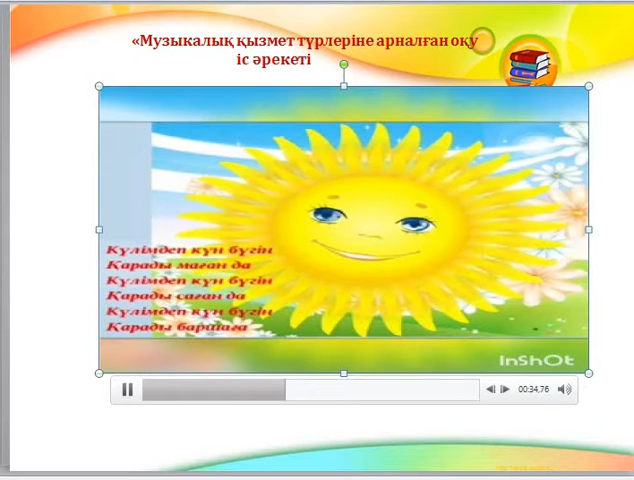 «Музыкалық қызмет түрлеріне арналған оқу
іс әрекеті
Күлімдеп күн бүгін
Қарады маған да
Күлімдеп күн бүгін
Қарады саған да
Күлімдеп күн бүгін
Қарады баршаға
InShOt
00:34,76